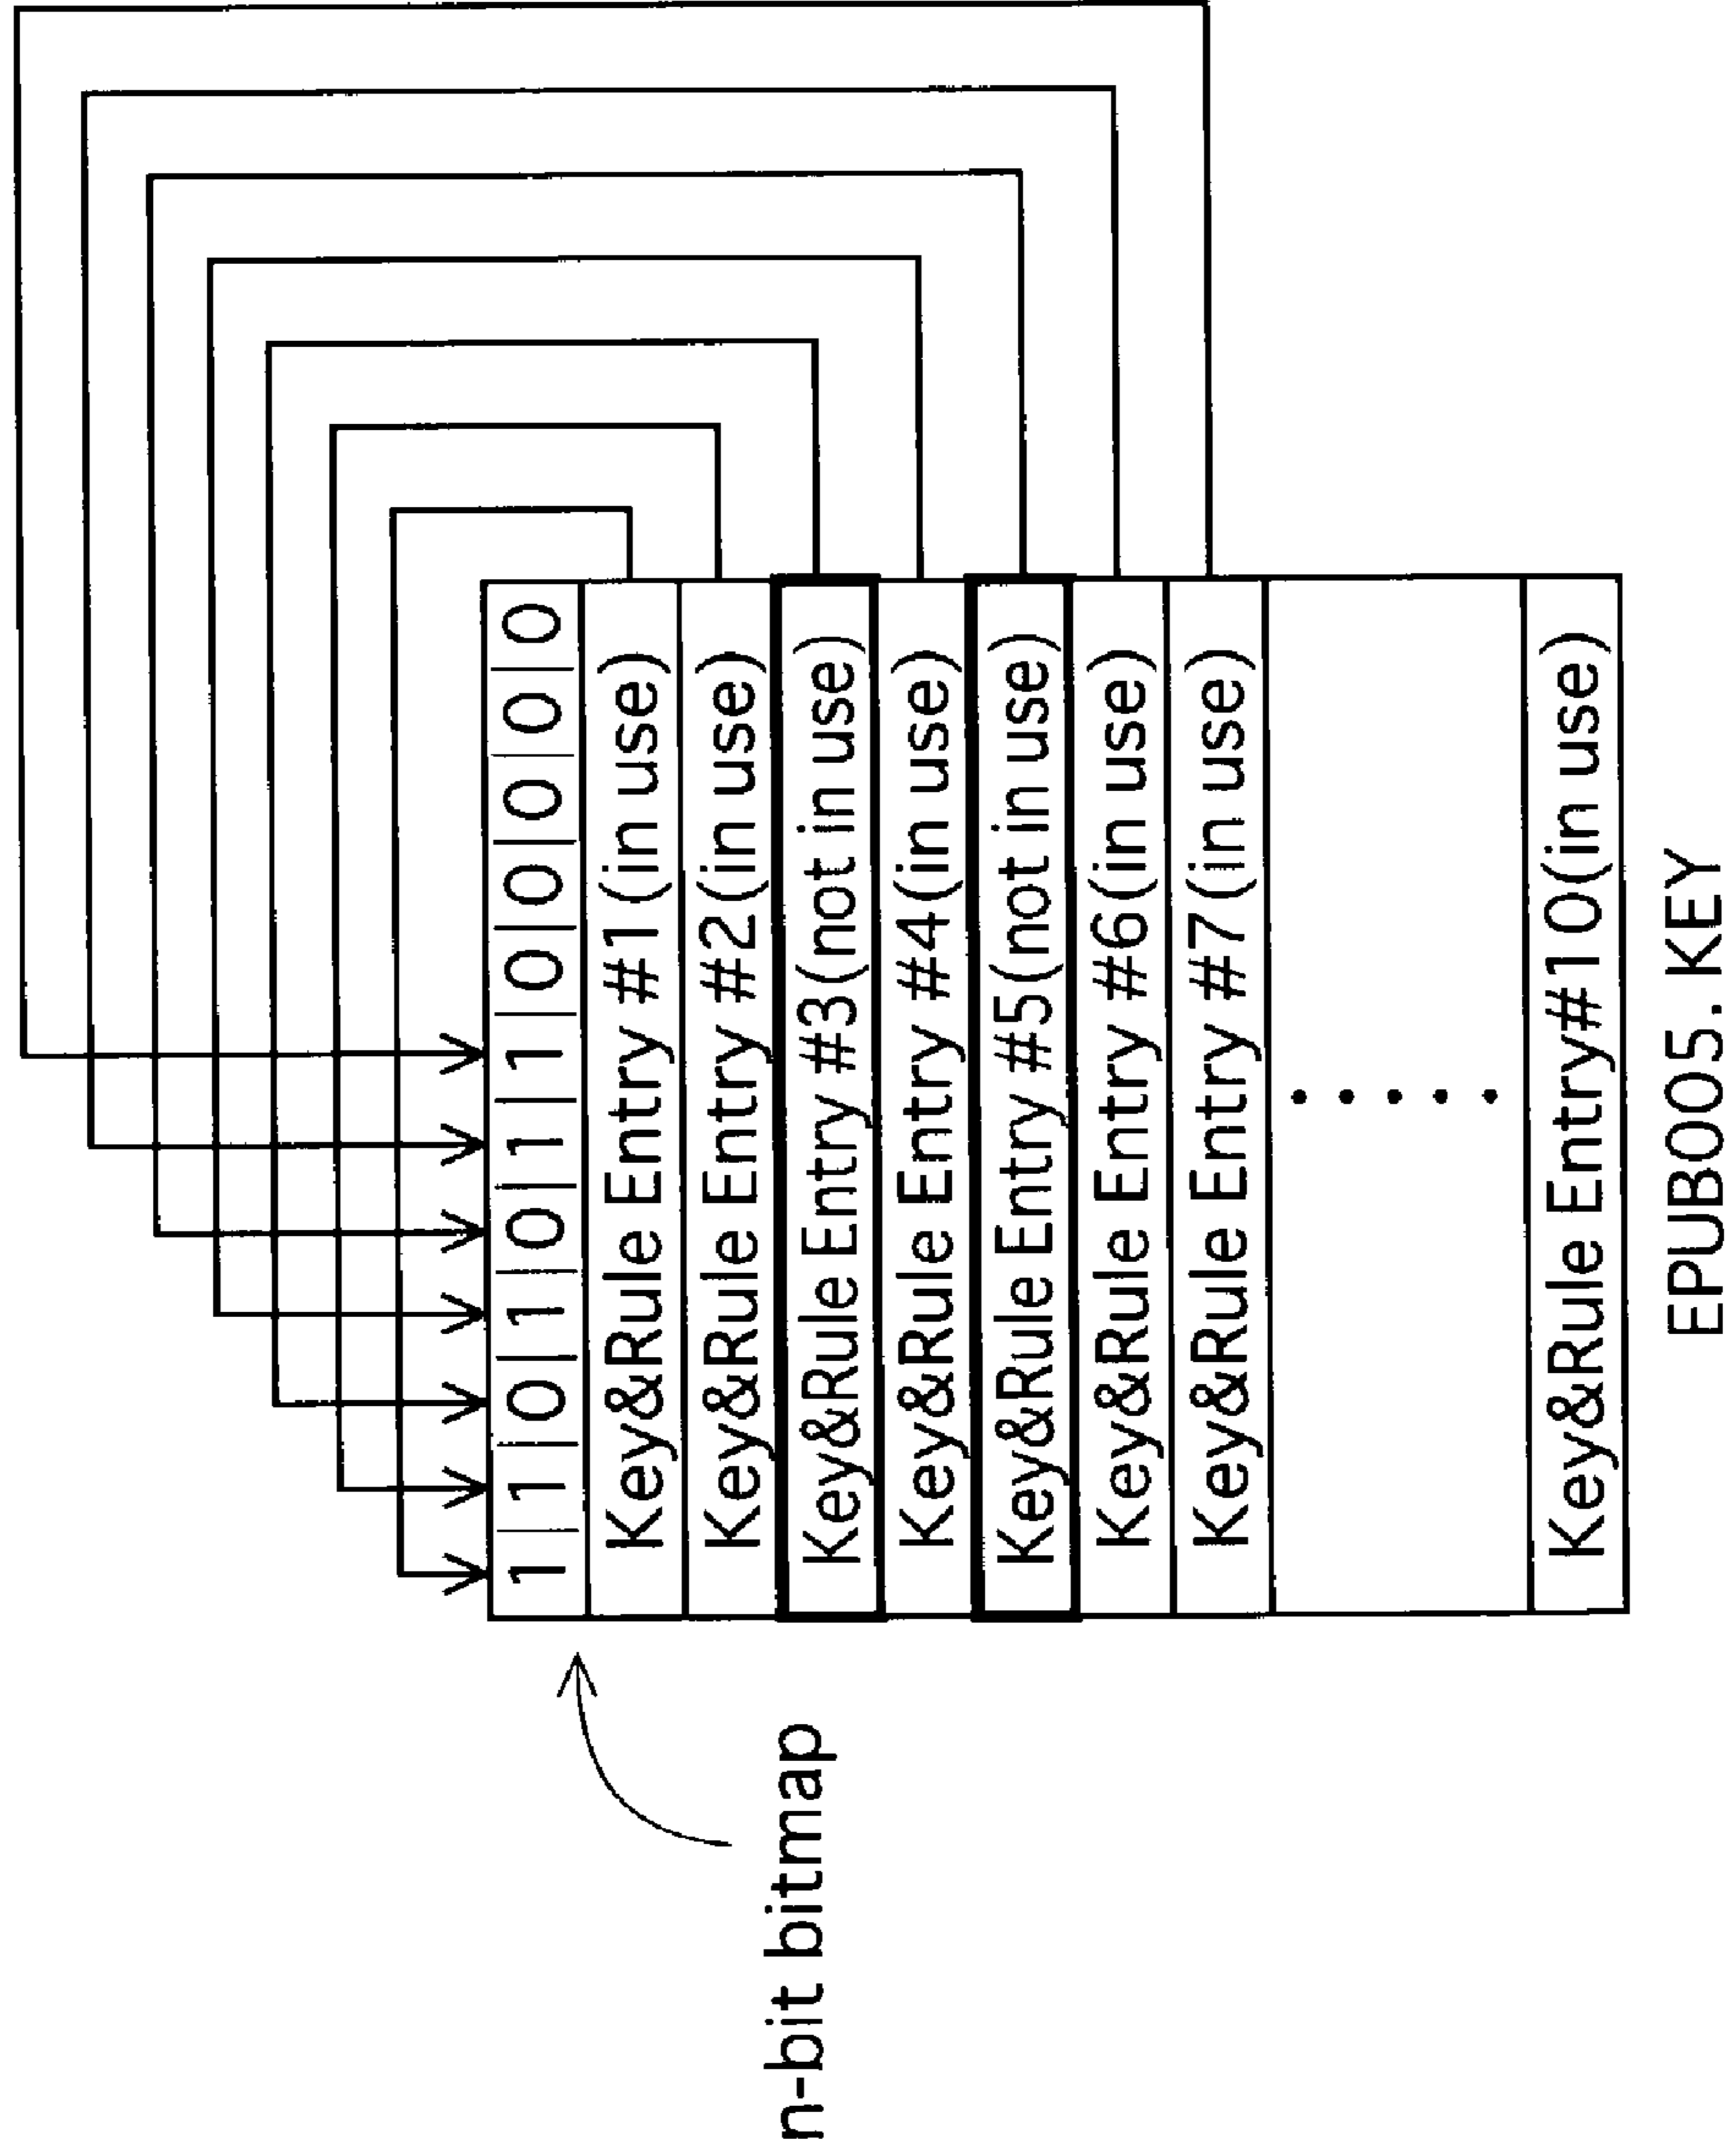 n-bit bitmap
1|1|0|1|0|1|1|0|0|0|0|0
Key&Rule Entry #1(in use)
Key&Rule Entry #2(in use)
Key&Rule Entry #3(not in use)
Key&Rule Entry #4(in use)
Key&Rule Entry #5(not in use)
Key&Rule Entry #6(in use)
Key&Rule Entry #7(in use)
Key&Rule Entry#10(in use)
EPUB005. KEY